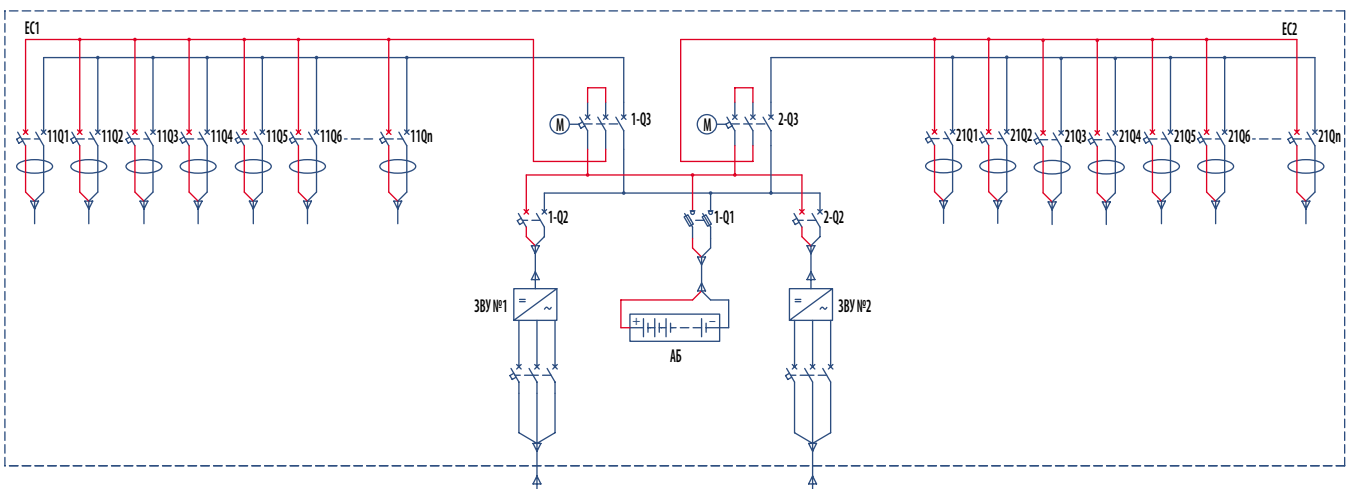 ЕС1
ЕС2
1-Q3
2-Q3
М
М
11Q1
11Q2
11Q3
11Q4
11Q5
11Q6
11Qn
21Q1
21Q2
21Q3
21Q4
21Q5
21Q6
21Qn
1-Q2
1-Q1
2-Q2
ЗВУ №1
= ~
ЗВУ №2
= ~
+ −
АБ